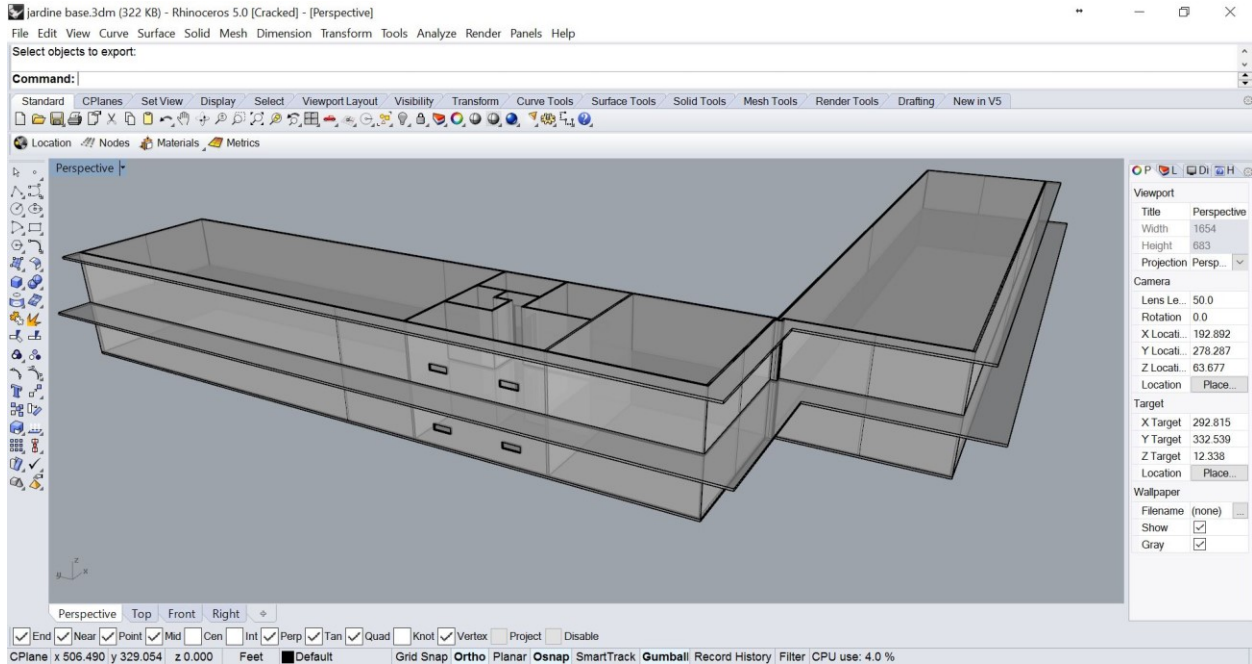 jardine base.3dm (322 KB) - Rhinoceros 5.0 [Cracked] - [Perspective]
File Edit View Curve Surface Solid Mesh Dimension Transform Tools Analyze Render Panels Help
Select objects to export:
Command:
Standard CPlanes Set View Display Select Viewport Layout Visibility Transform Curve Tools Surface Tools Solid Tools Mesh Tools Render Tools Drafting New in V5
Location Nodes Materials Metrics
Perspective
P L Di H
Viewport
Title Perspective
Width 1654
Height 683
Projection Persp...
Camera
Lens Le... 50.0
Rotation 0.0
X Locati... 192.892
Y Locati... 278.287
Z Locati... 63.677
Location Place...
Target
X Target 292.815
Y Target 332.539
Z Target 12.338
Location Place...
Wallpaper
Filename (none) ...
Show
Gray
z
y x
Perspective Top Front Right
End Near Point Mid Cen Int Perp Tan Quad Knot Vertex Project Disable
CPlane x 506.490 y 329.054 z 0.000 Feet Default Grid Snap Ortho Planar Osnap SmartTrack Gumball Record History Filter CPU use: 4.0 %